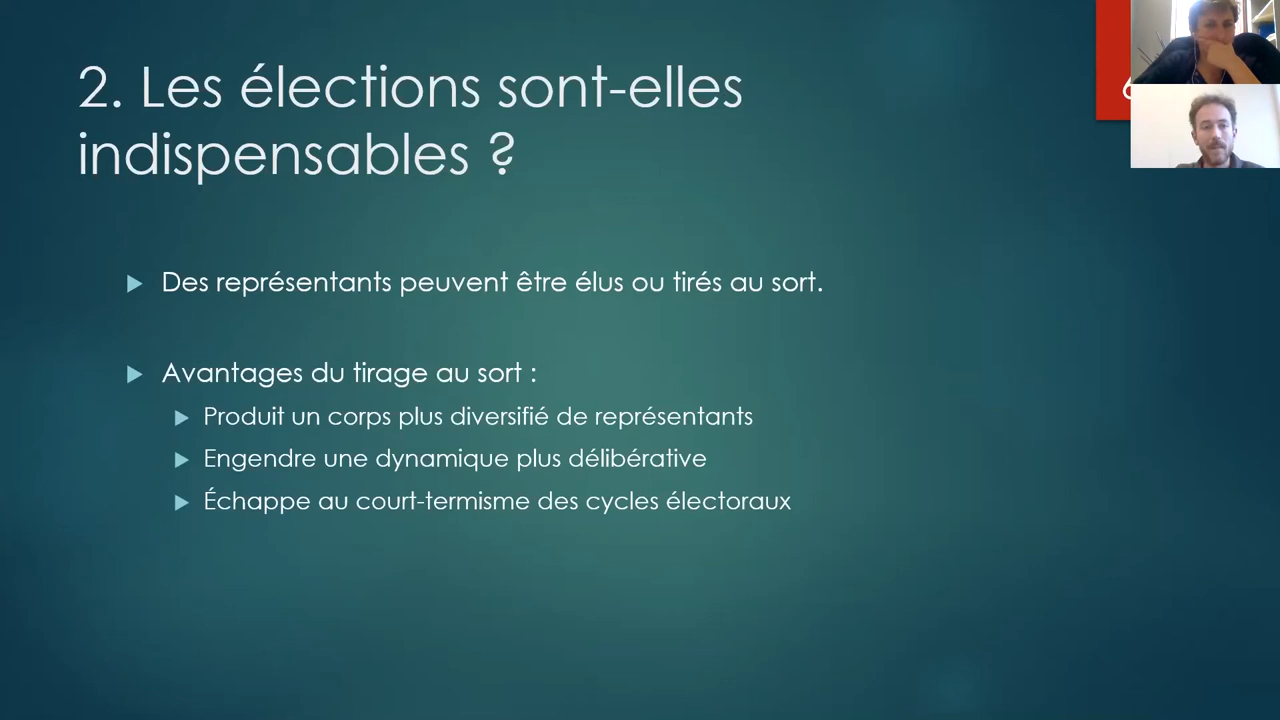 2. Les élections sont-elles
indispensables ?
Des représentants peuvent être élus ou tirés au sort.
Avantages du tirage au sort :
Produit un corps plus diversifié de représentants
Engendre une dynamique plus délibérative
Échappe au court-termisme des cycles électoraux